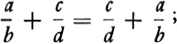 a/b + c/d = c/d + a/b ;